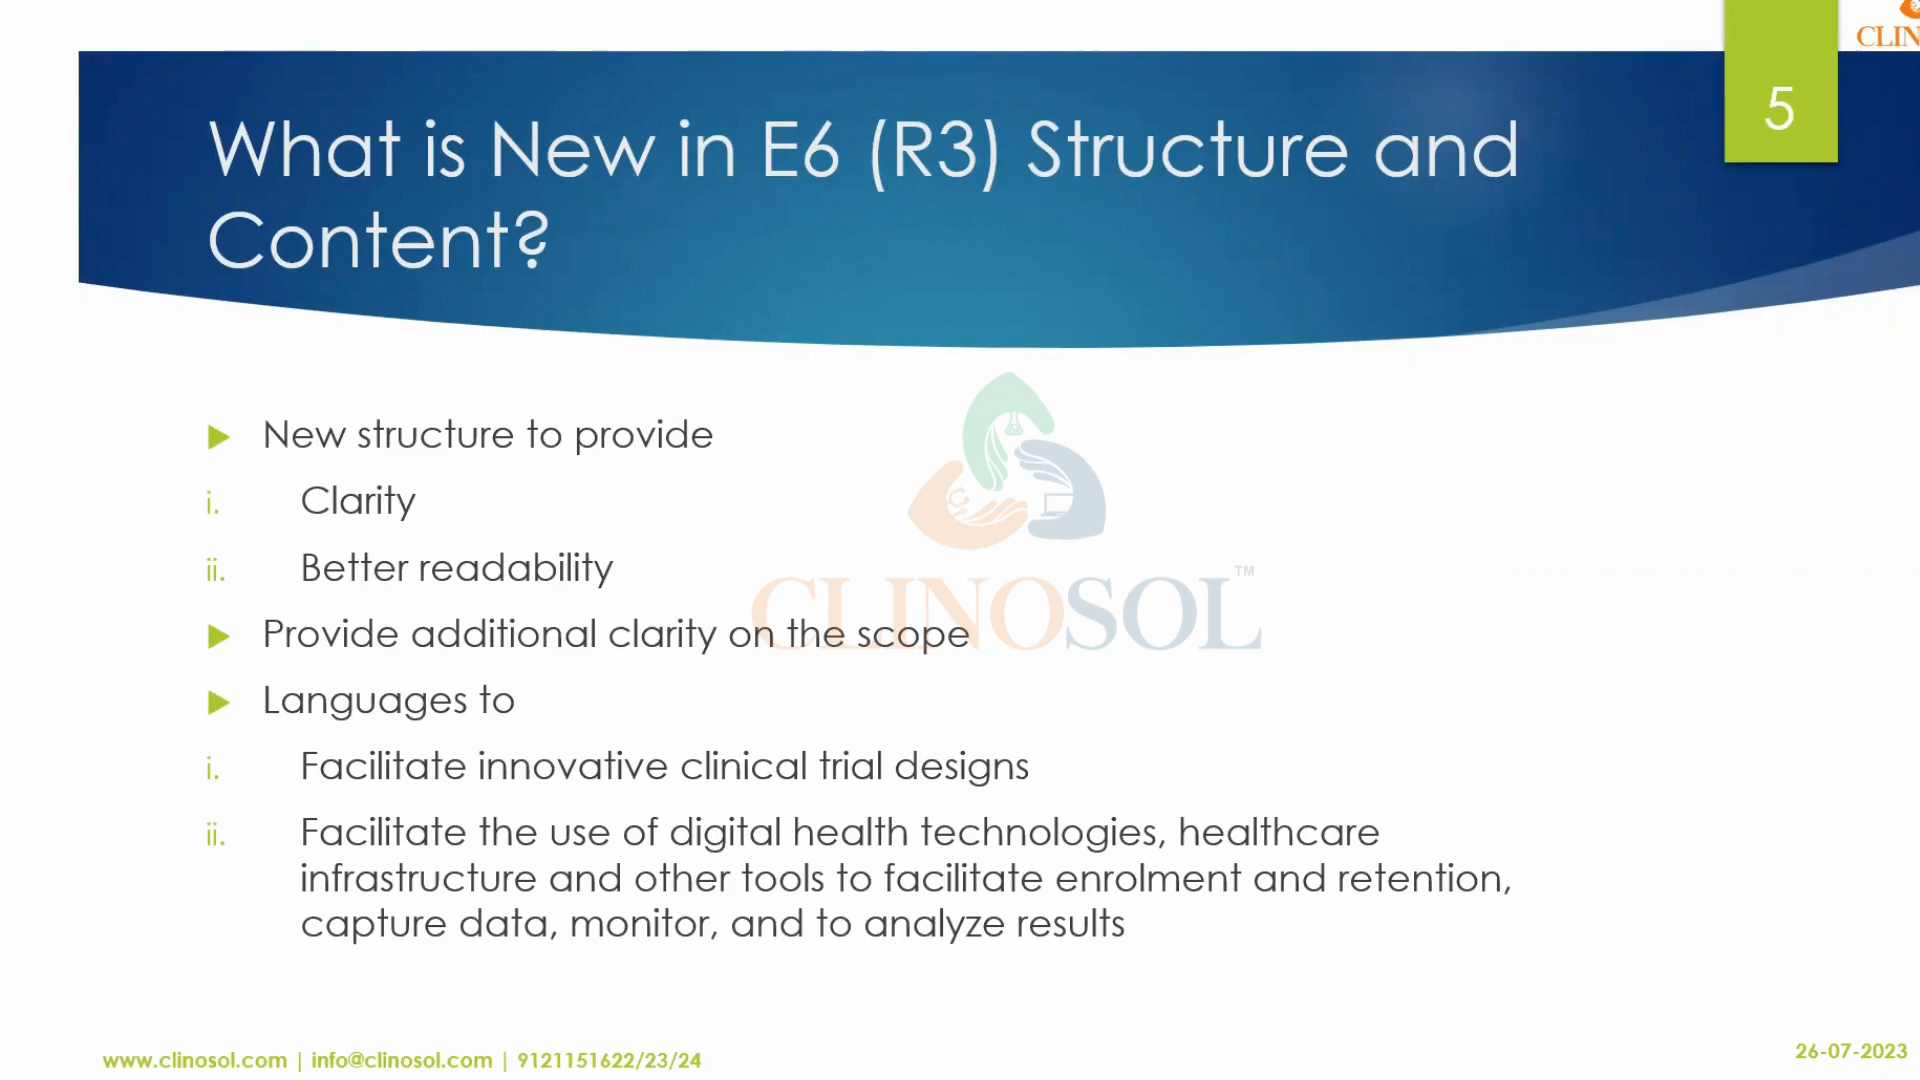 CLIN
5
What is New in E6 (R3) Structure and
Content?
New structure to provide
i. Clarity
ii. Better readability
Provide additional clarity on the scope
Languages to
i. Facilitate innovative clinical trial designs
ii. Facilitate the use of digital health technologies, healthcare
infrastructure and other tools to facilitate enrolment and retention,
capture data, monitor, and to analyze results
CLINOSOL™
www.clinosol.com | info@clinosol.com | 9121151622/23/24
26-07-2023